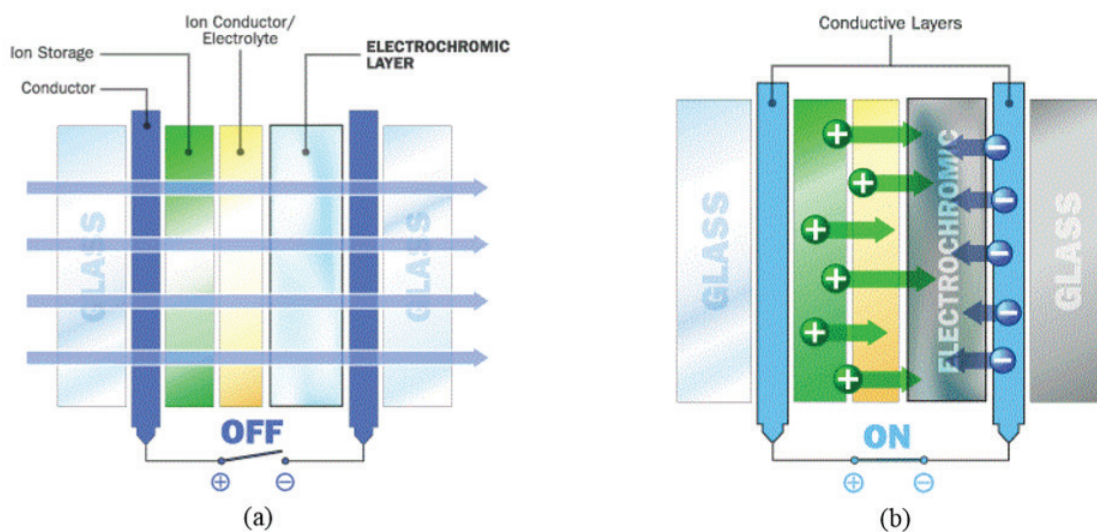 Ion Conductor/
Electrolyte
Ion Storage
ELECTROCHROMIC
LAYER
Conductor
GLASS
GLASS
OFF
+ −
(a)
Conductive Layers
GLASS
+
+
+
+
+
+
ELECTROCHROMIC
−
−
−
−
−
GLASS
ON
+ −
(b)